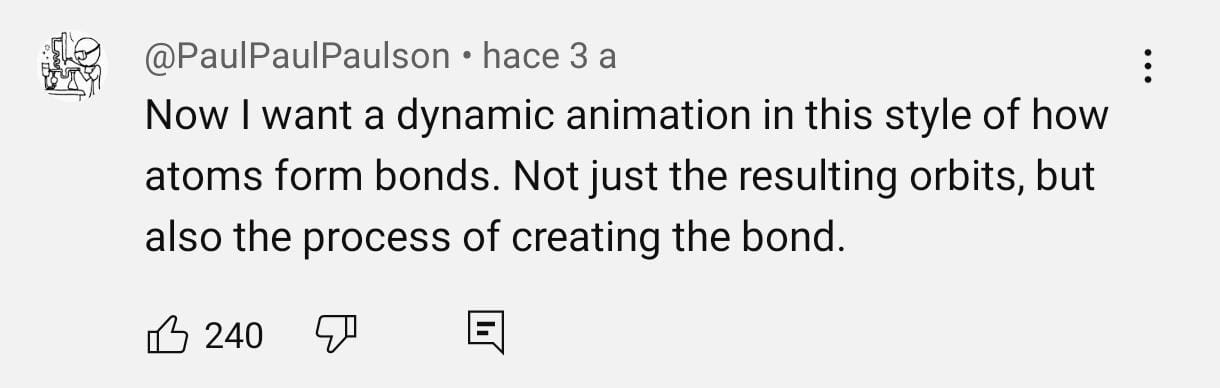 @PaulPaulPaulson • hace 3 a
Now I want a dynamic animation in this style of how
atoms form bonds. Not just the resulting orbits, but
also the process of creating the bond.
240